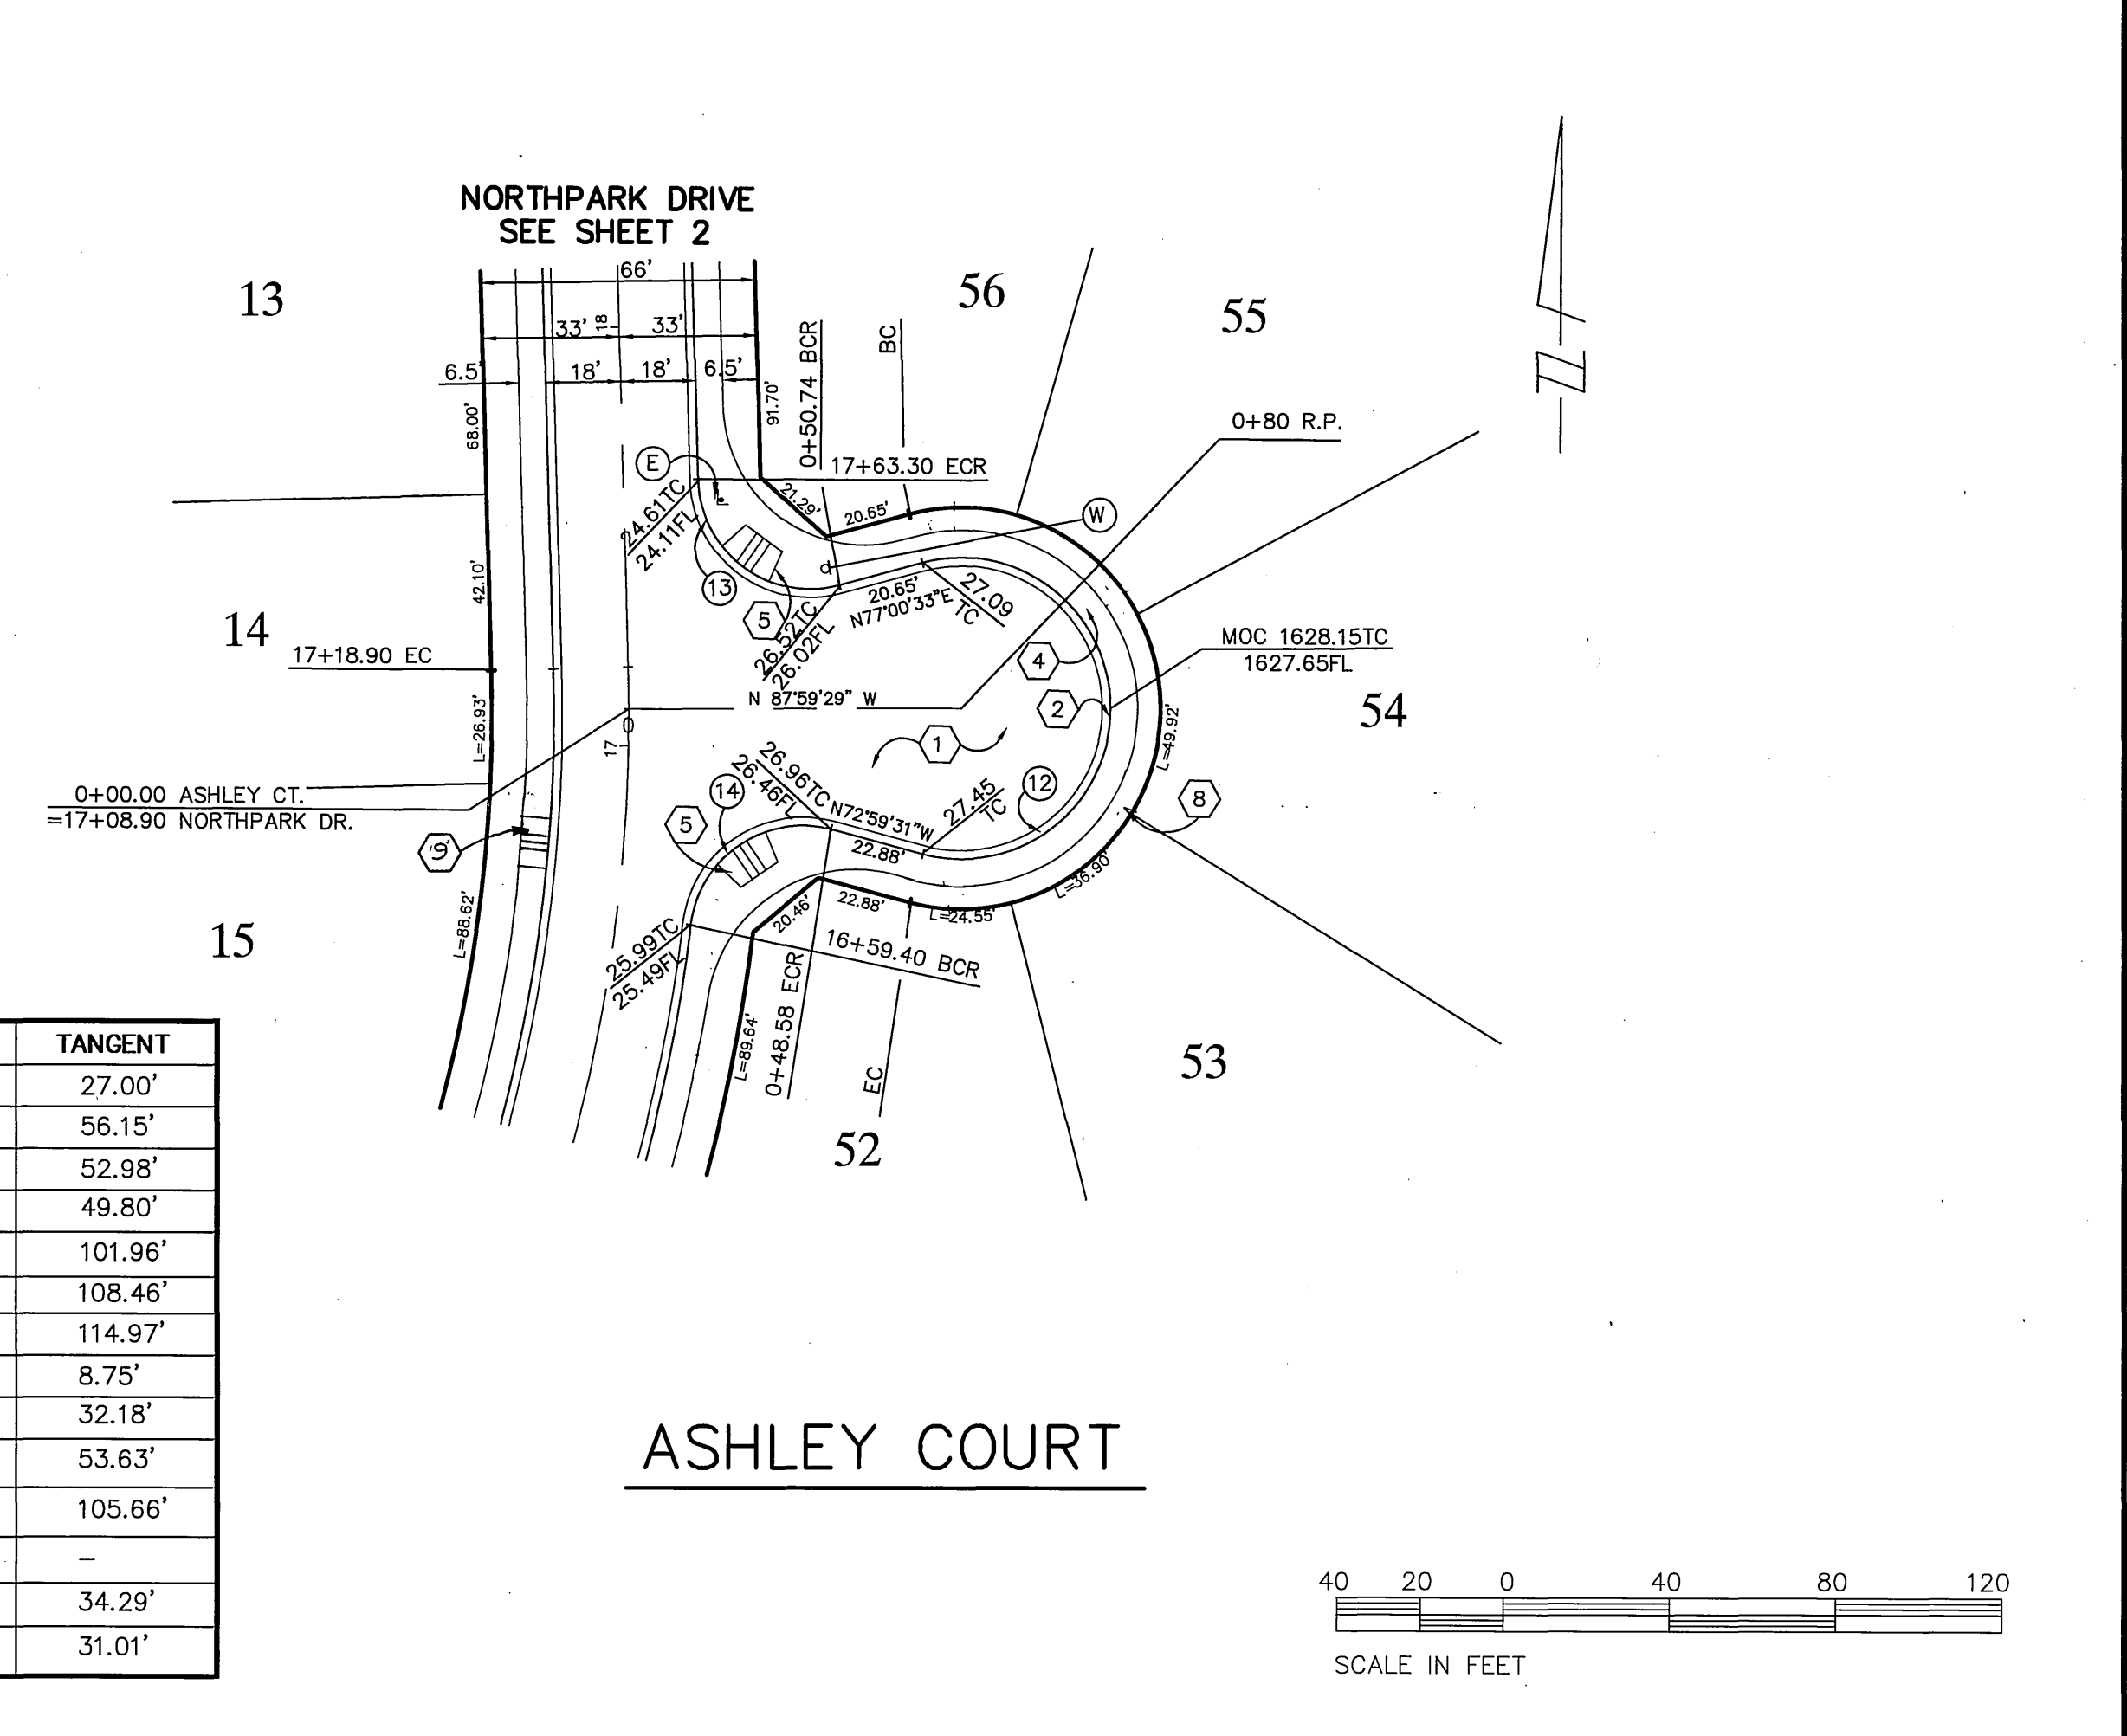 NORTHPARK DRIVE
SEE SHEET 2
66'
13
56
55
33'
18
33'
0+50.74 BCR
BC
6.5'
18'
18'
6.5'
68.00'
91.70'
0+80 R.P.
E
17+63.30 ECR
24.61TC
24.11FL
21.29'
20.65'
W
13
5
42.10'
20.65'
N77°00'33"E
27.09
TC
26.52TC
26.02FL
14
17+18.90 EC
4
MOC 1628.15TC
1627.65FL
N 87°59'29" W
2
54
L=26.93'
0
17
1
L=49.92'
0+00.00 ASHLEY CT.
=17+08.90 NORTHPARK DR.
26.96TC
26.46FL
14
5
N72°59'31"W
27.45
TC
12
8
9
22.88'
L=36.90'
15
L=88.62'
20.46'
22.88'
L=24.55'
25.99TC
25.49FL
16+59.40 BCR
L=89.64'
0+48.58 ECR
EC
53
52
TANGENT
27.00'
56.15'
52.98'
49.80'
101.96'
108.46'
114.97'
8.75'
32.18'
53.63'
105.66'
–
34.29'
31.01'
ASHLEY COURT
40 20 0 40 80 120
SCALE IN FEET